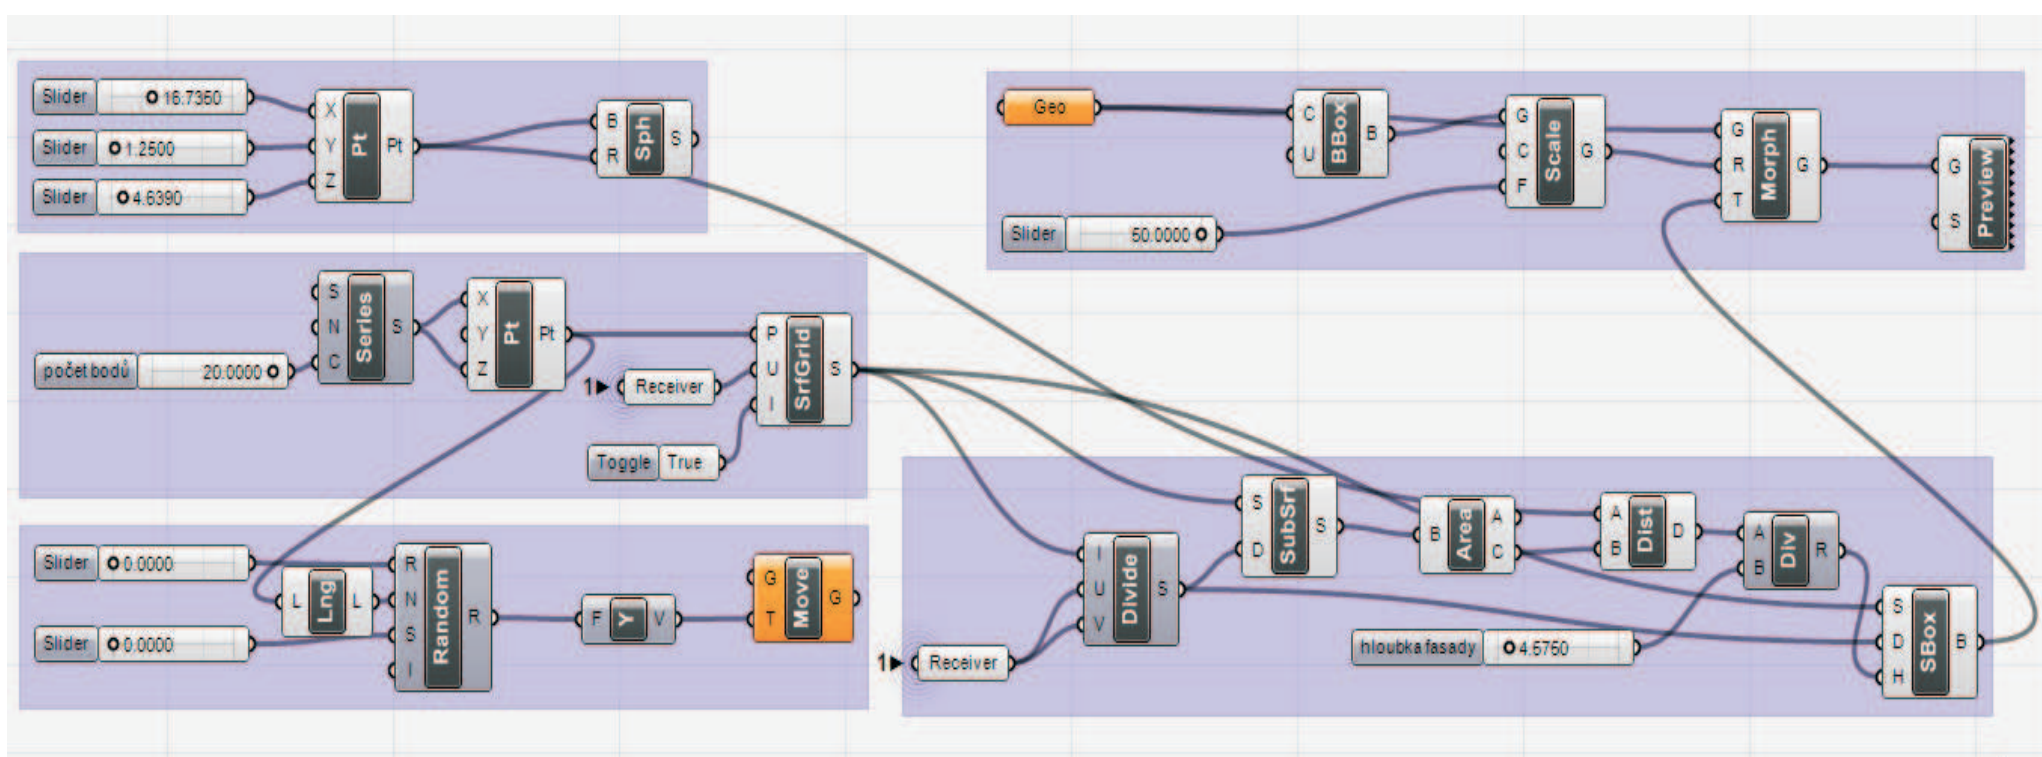 Slider 16.7350
Slider 1.2500
Slider 4.6390
X Y Z Pt Pt
B R Sph S
Geo
C U BBox B
Slider 50.0000
G C F Scale G
G R T Morph G
G S Preview
počet bodů 20.0000
S N C Series S
X Y Z Pt Pt
1 Receiver
Toggle True
P U I SrfGrid S
Slider 0.0000
Slider 0.0000
L Lng L
R N S I Random R
F Y V
G T Move G
1 Receiver
I U V Divide S
S D SubSrf S
B Area A C
A B Dist D
hloubka fasady 4.5750
A B Div R
S D H SBox B